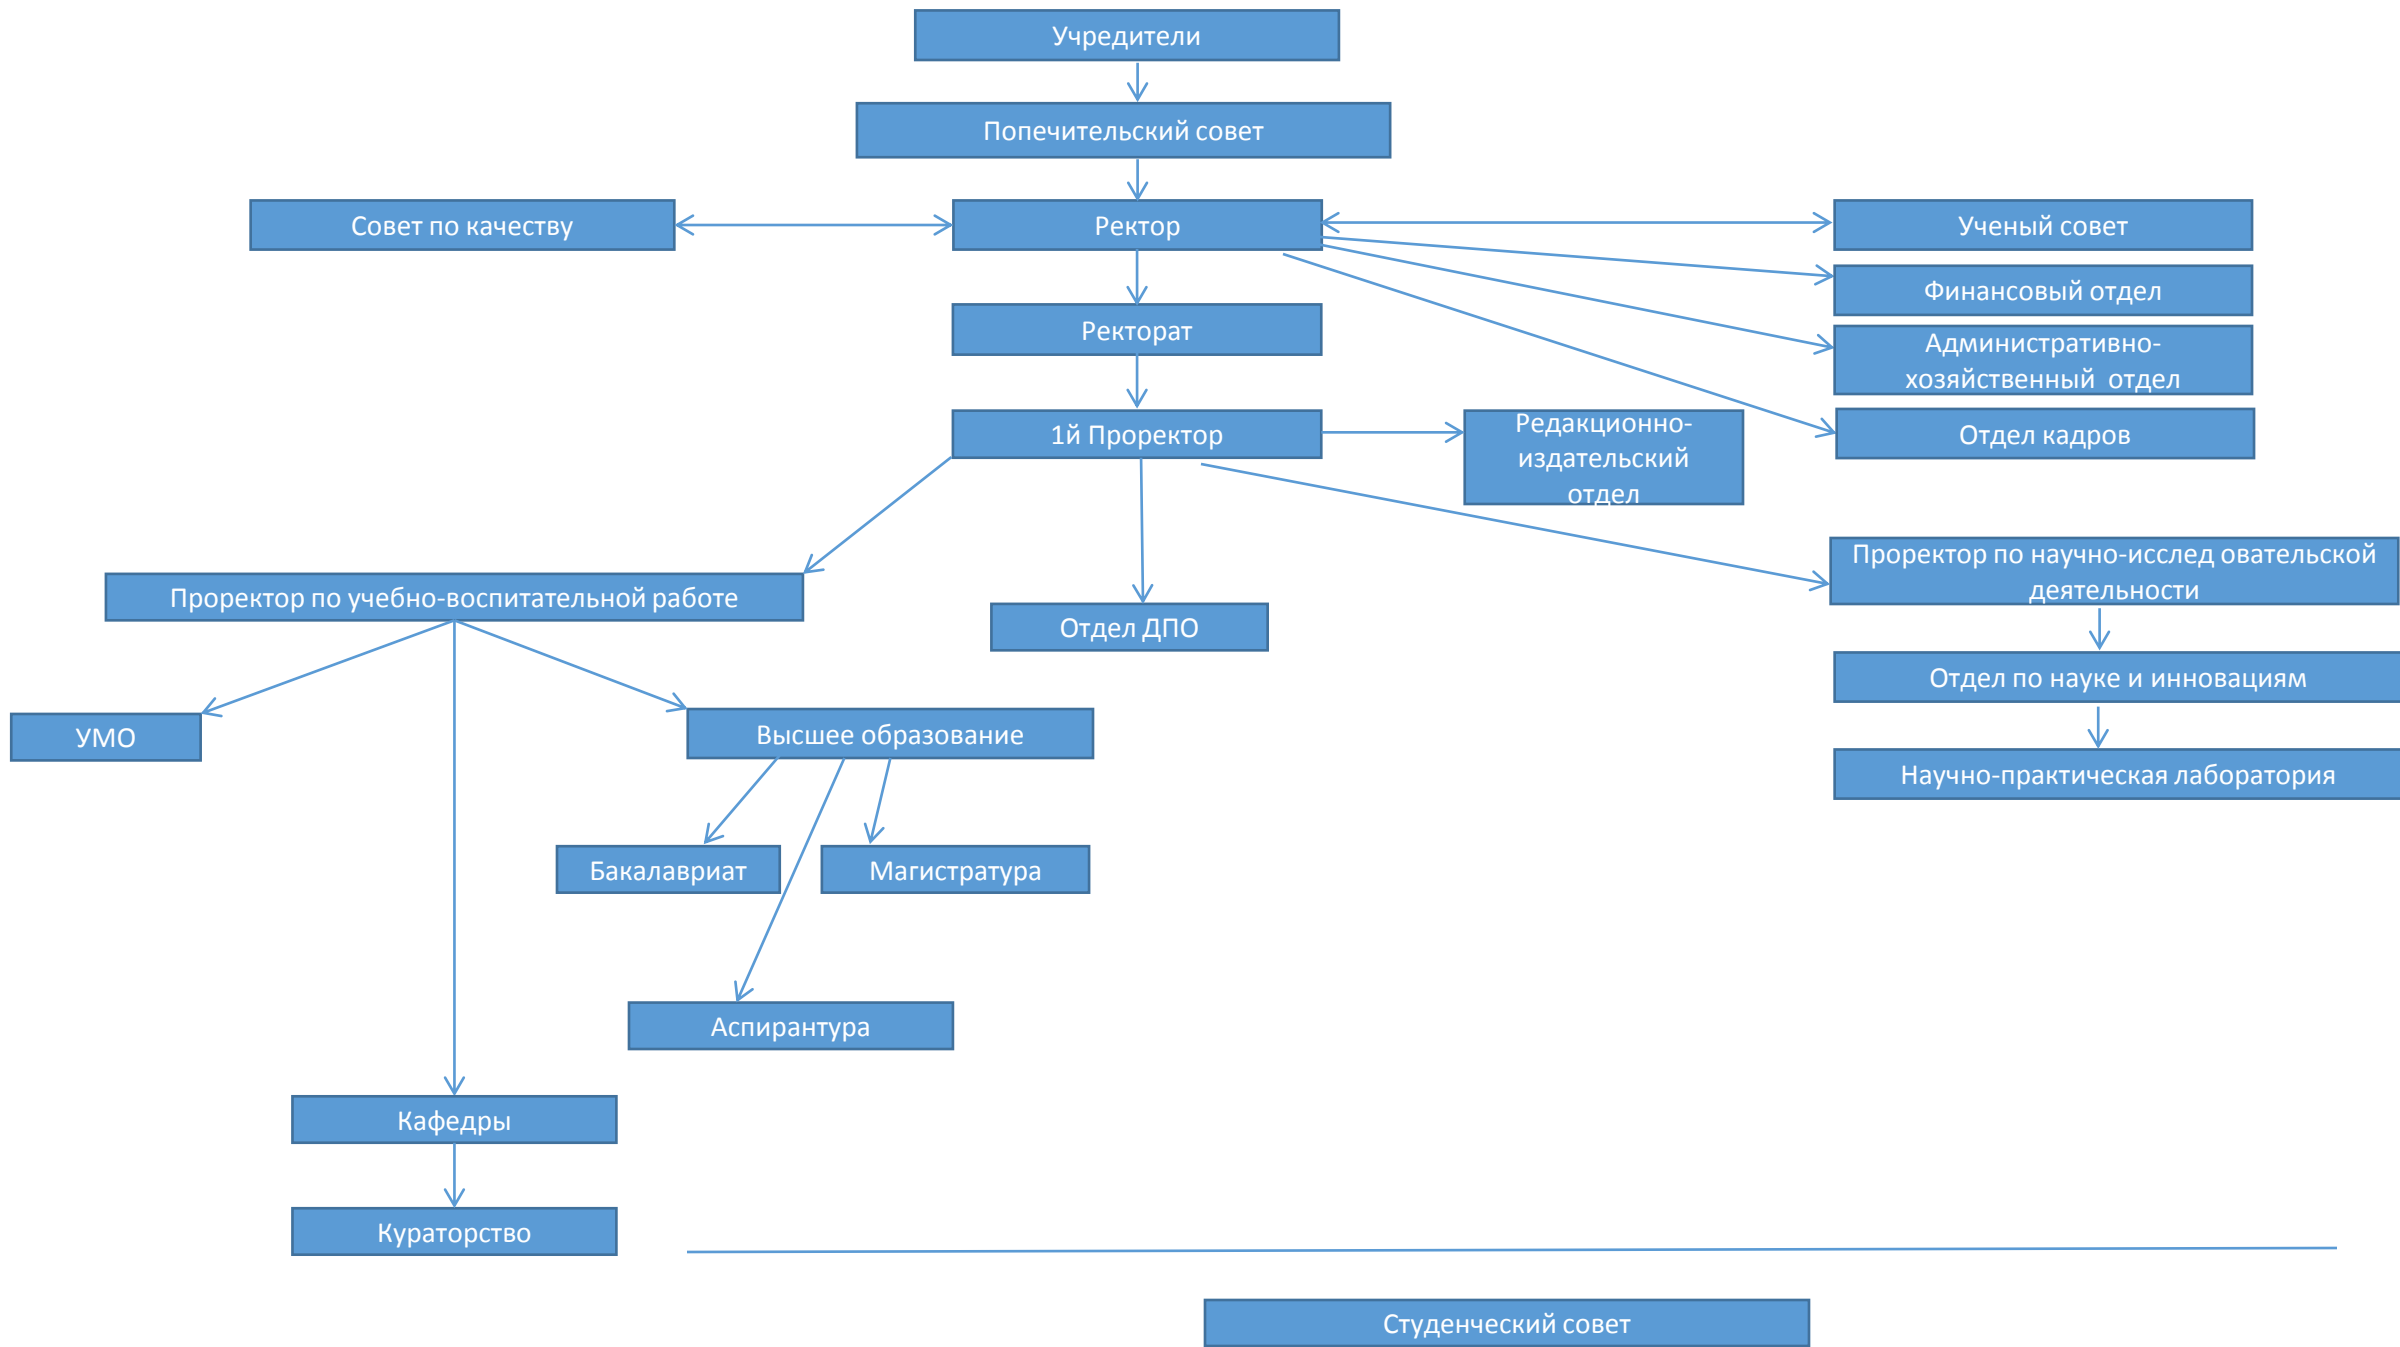 Учредители
Попечительский совет
Совет по качеству
Ректор
Ученый совет
Финансовый отдел
Ректорат
Административно-
хозяйственный  отдел
1й Проректор
Редакционно-
издательский
отдел
Отдел кадров
Проректор по научно-исслед овательской
деятельности
Проректор по учебно-воспитательной работе
Отдел ДПО
Отдел по науке и инновациям
УМО
Высшее образование
Научно-практическая лаборатория
Бакалавриат
Магистратура
Аспирантура
Кафедры
Кураторство
Студенческий совет